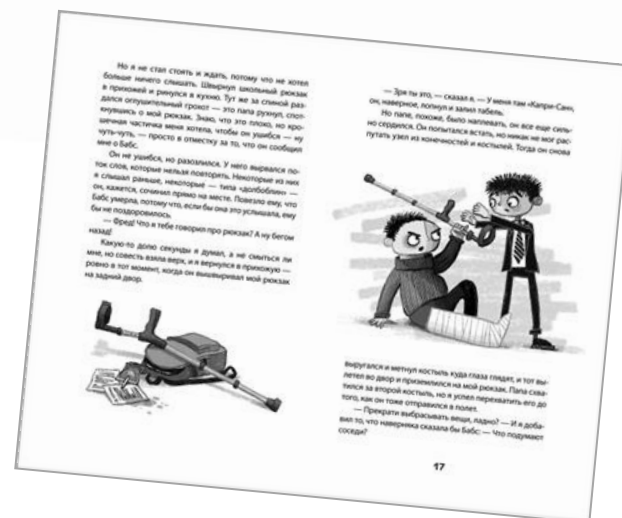 Но я не стал стоять и ждать, потому что не хотел
больше ничего слышать. Швырнул школьный рюкзак
в прихожей и ринулся в кухню. Тут же за спиной раз-
дался оглушительный грохот — это папа рухнул, спот-
кнувшись о мой рюкзак. Знаю, что это плохо, но кро-
шечная частичка меня хотела, чтобы он ушибся — ну
чуть-чуть, — просто в отместку за то, что он сообщил
мне о Бабс.
Он не ушибся, но разозлился. У него вырвался по-
ток слов, которые нельзя повторять. Некоторые из них
я слышал раньше, некоторые — типа «долбоблин» —
он, кажется, сочинил прямо на месте. Повезло ему, что
Бабс умерла, потому что, если бы она это услышала, ему
бы не поздоровилось.
— Фред! Что я тебе говорил про рюкзак? А ну бегом
назад!
Какую-то долю секунды я думал, а не смыться ли
мне, но совесть взяла верх, и я вернулся в прихожую —
ровно в тот момент, когда он вышвыривал мой рюкзак
на задний двор.
— Зря ты это, — сказал я. — У меня там «Капри-Сан»,
он, наверное, лопнул и залил табель.
Но папе, похоже, было наплевать, он все еще силь-
но сердился. Он попытался встать, но никак не мог рас-
путать узел из конечностей и костылей. Тогда он снова
выругался и метнул костыль куда глаза глядят, и тот вы-
летел во двор и приземлился на мой рюкзак. Папа схва-
тился за второй костыль, но я успел перехватить его до
того, как он тоже отправился в полет.
— Прекрати выбрасывать вещи, ладно? — И я доба-
вил то, что наверняка сказала бы Бабс: — Что подумают
соседи?
17